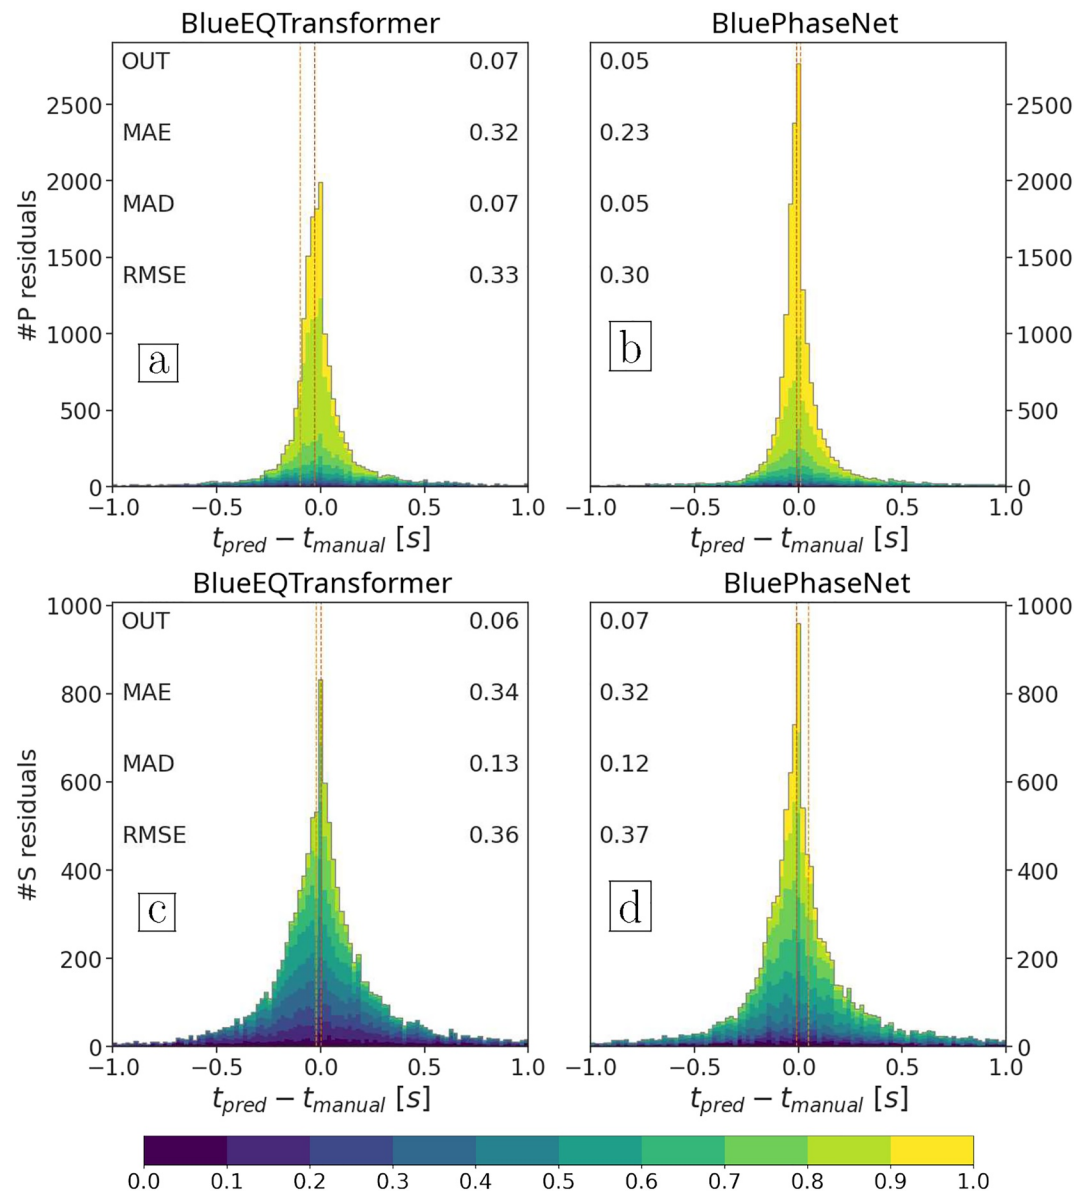 BlueEQTransformer BluePhaseNet
OUT 0.07 0.05
2500 2500
MAE 0.32 0.23
2000 2000
MAD 0.07 0.05
1500 1500
RMSE 0.33 0.30
#P residuals
1000 1000
a b
500 500
0 0
−1.0 −0.5 0.0 0.5 1.0 −1.0 −0.5 0.0 0.5 1.0
t_pred − t_manual [s] t_pred − t_manual [s]
BlueEQTransformer BluePhaseNet
1000 1000
OUT 0.06 0.07
800 800
MAE 0.34 0.32
MAD 0.13 0.12
600 600
RMSE 0.36 0.37
#S residuals
400 400
c d
200 200
0 0
−1.0 −0.5 0.0 0.5 1.0 −1.0 −0.5 0.0 0.5 1.0
t_pred − t_manual [s] t_pred − t_manual [s]
0.0 0.1 0.2 0.3 0.4 0.5 0.6 0.7 0.8 0.9 1.0